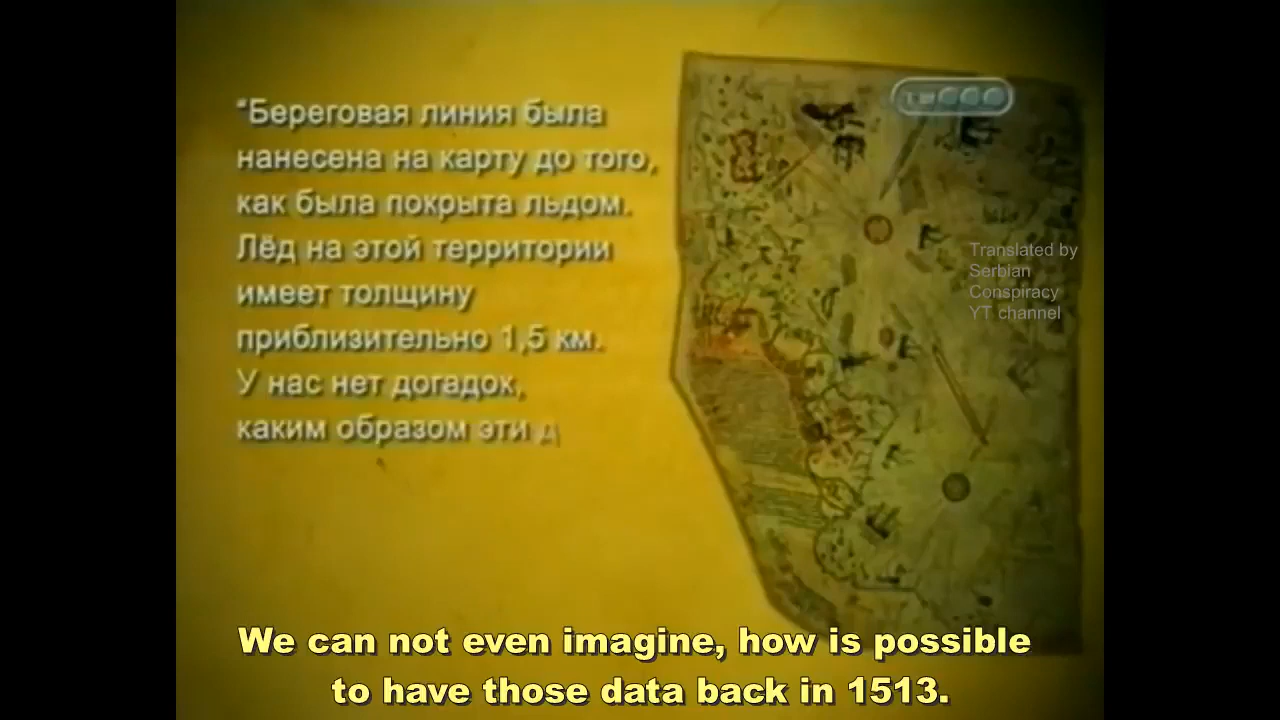 “Береговая линия была
нанесена на карту до того,
как была покрыта льдом.
Лёд на этой территории
имеет толщину
приблизительно 1,5 км.
У нас нет догадок,
каким образом эти д
Translated by
Serbian
Conspiracy
YT channel
We can not even imagine, how is possible
to have those data back in 1513.